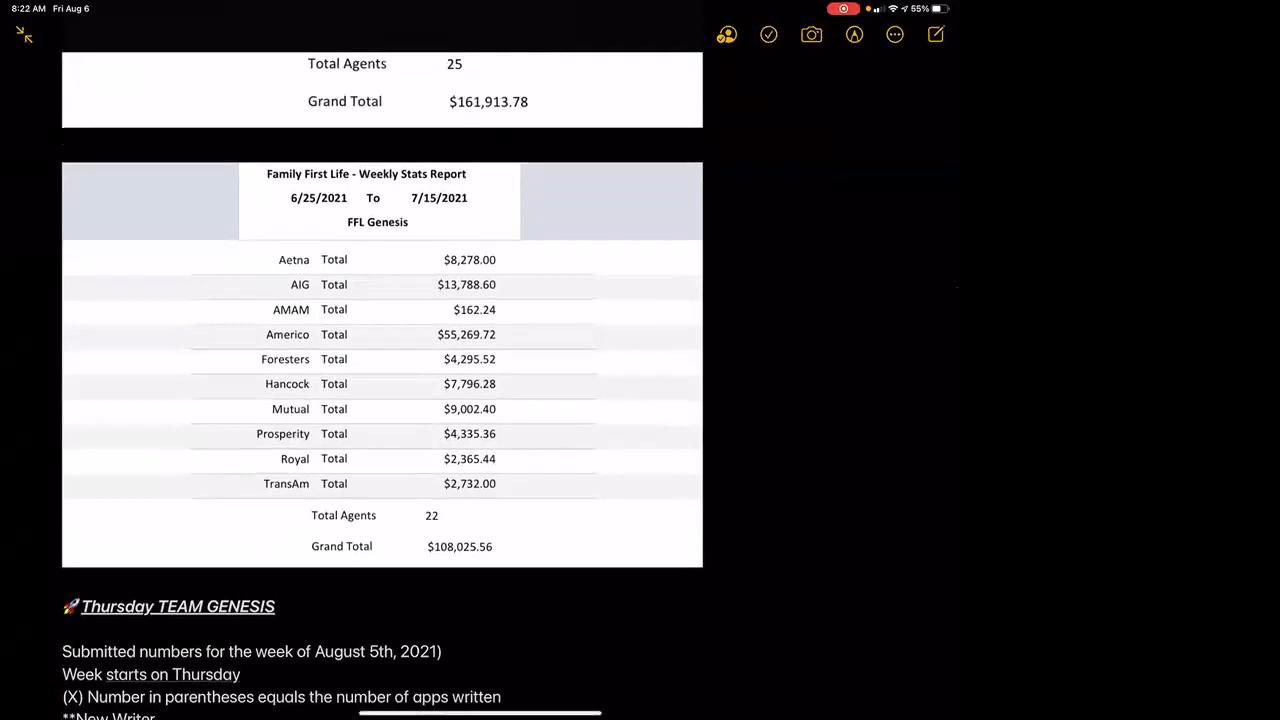 8:22 AM Fri Aug 6
55%
Total Agents 25
Grand Total $161,913.78
Family First Life - Weekly Stats Report
6/25/2021 To 7/15/2021
FFL Genesis
Aetna Total $8,278.00
AIG Total $13,788.60
AMAM Total $162.24
Americo Total $55,269.72
Foresters Total $4,295.52
Hancock Total $7,796.28
Mutual Total $9,002.40
Prosperity Total $4,335.36
Royal Total $2,365.44
TransAm Total $2,732.00
Total Agents 22
Grand Total $108,025.56
🚀Thursday TEAM GENESIS
Submitted numbers for the week of August 5th, 2021)
Week starts on Thursday
(X) Number in parentheses equals the number of apps written
**New Writer